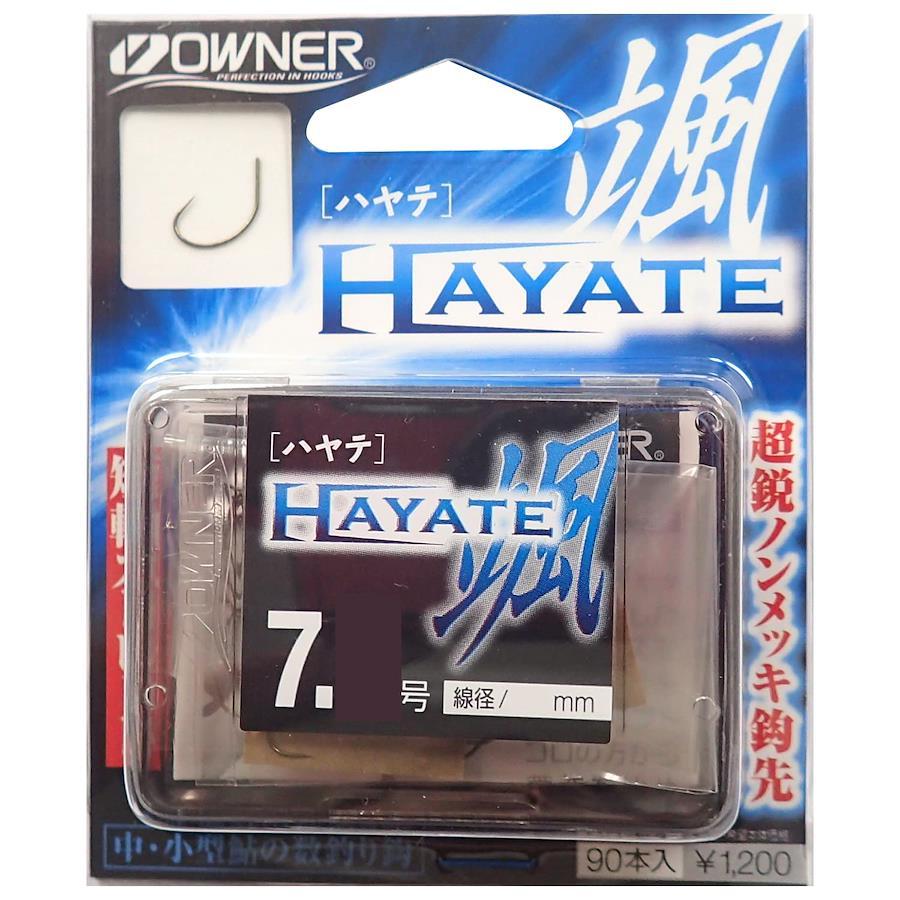 OWNER®
PERFECTION IN HOOKS
颯
[ハヤテ]
HAYATE
超鋭ノンメッキ鈎先
[ハヤテ]
HAYATE
颯
7. 号
線径/ mm
中・小型鮎の数釣り鈎
90本入 ¥1,200